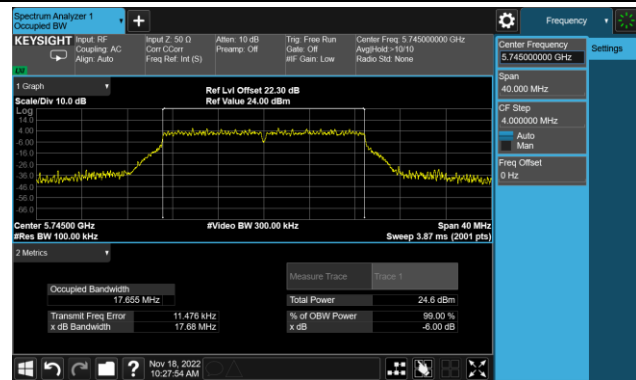 Spectrum Analyzer 1
Occupied BW
Frequency
KEYSIGHT
Input: RF
Coupling: AC
Align: Auto
Input Z: 50 Ω
Corr CCorr
Freq Ref: Int (S)
Atten: 10 dB
Preamp: Off
Trig: Free Run
Gate: Off
#IF Gain: Low
Center Freq: 5.745000000 GHz
Avg|Hold:>10/10
Radio Std: None
Center Frequency
5.745000000 GHz
Settings
Span
40.000 MHz
CF Step
4.000000 MHz
Auto
Man
Freq Offset
0 Hz
1 Graph
Scale/Div 10.0 dB
Ref Lvl Offset 22.30 dB
Ref Value 24.00 dBm
Log
14.0
4.00
-6.00
-16.0
-26.0
-36.0
-46.0
-56.0
-66.0
Center 5.74500 GHz
#Res BW 100.00 kHz
#Video BW 300.00 kHz
Span 40 MHz
Sweep 3.87 ms (2001 pts)
2 Metrics
Measure Trace
Trace 1
Occupied Bandwidth
17.655 MHz
Total Power 24.6 dBm
Transmit Freq Error 11.476 kHz
% of OBW Power 99.00 %
x dB Bandwidth 17.68 MHz
x dB -6.00 dB
?
Nov 18, 2022
10:27:54 AM